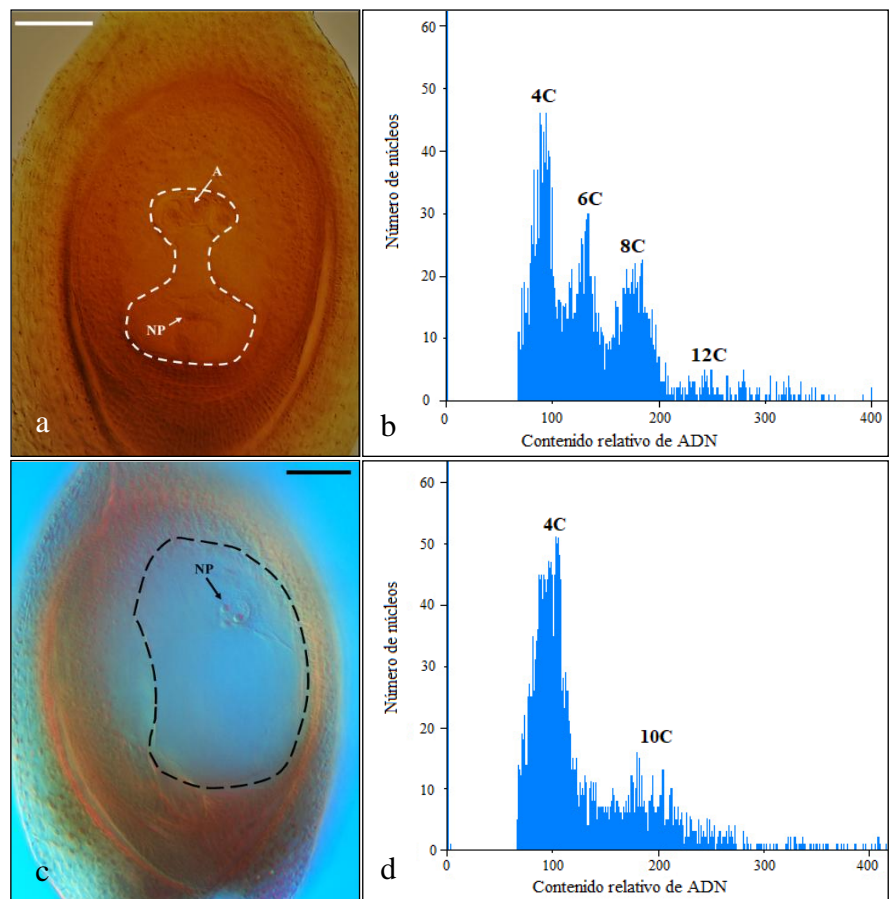 A
NP
a
60
50
40
30
20
10
0
4C
6C
8C
12C
Número de núcleos
0
100
200
300
400
Contenido relativo de ADN
b
NP
c
60
50
40
30
20
10
0
4C
10C
Número de núcleos
0
100
200
300
400
Contenido relativo de ADN
d